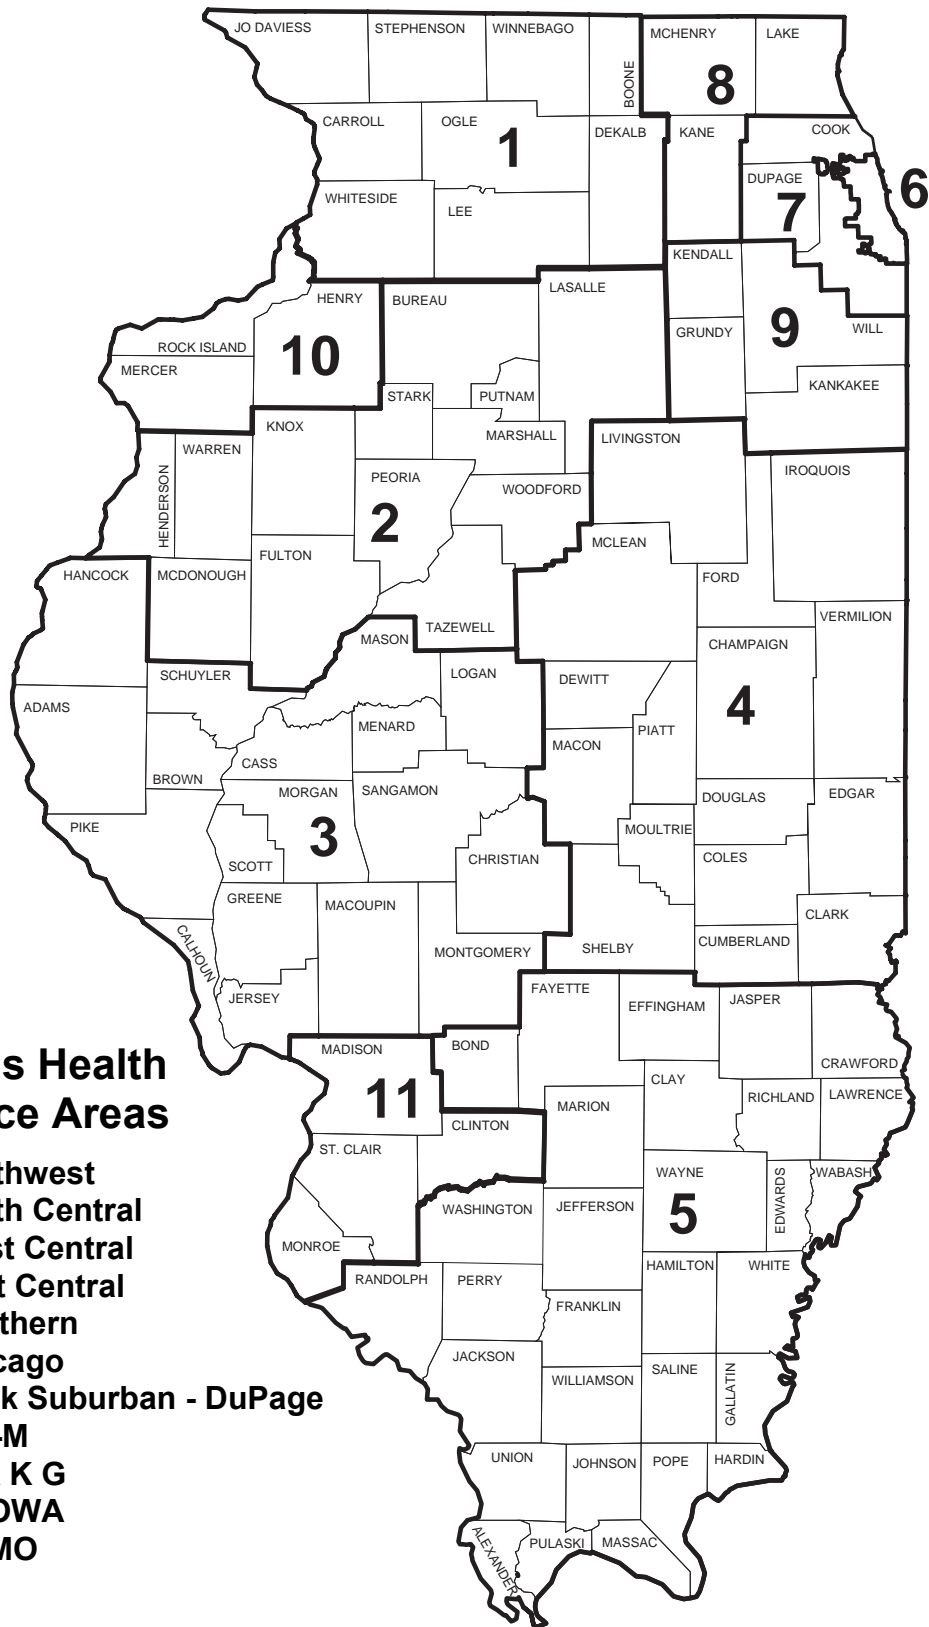 JO DAVIESS
STEPHENSON
WINNEBAGO
BOONE
MCHENRY
LAKE
8
CARROLL
OGLE
1
DEKALB
KANE
COOK
DUPAGE
7
6
WHITESIDE
LEE
KENDALL
HENRY
BUREAU
LASALLE
ROCK ISLAND
10
GRUNDY
9
WILL
MERCER
STARK
PUTNAM
KANKAKEE
KNOX
MARSHALL
LIVINGSTON
WARREN
HENDERSON
PEORIA
WOODFORD
IROQUOIS
2
FULTON
MCLEAN
HANCOCK
MCDONOUGH
FORD
MASON
TAZEWELL
VERMILION
CHAMPAIGN
SCHUYLER
LOGAN
DEWITT
ADAMS
4
MENARD
PIATT
MACON
CASS
BROWN
MORGAN
SANGAMON
DOUGLAS
EDGAR
PIKE
3
MOULTRIE
SCOTT
CHRISTIAN
COLES
GREENE
MACOUPIN
CLARK
CALHOUN
MONTGOMERY
SHELBY
CUMBERLAND
JERSEY
FAYETTE
EFFINGHAM
JASPER
MADISON
BOND
CRAWFORD
CLAY
11
MARION
RICHLAND
LAWRENCE
CLINTON
ST. CLAIR
WAYNE
EDWARDS
WABASH
WASHINGTON
JEFFERSON
5
MONROE
RANDOLPH
PERRY
HAMILTON
WHITE
FRANKLIN
JACKSON
WILLIAMSON
SALINE
GALLATIN
UNION
JOHNSON
POPE
HARDIN
ALEXANDER
PULASKI
MASSAC
s Health
ce Areas
thwest
th Central
st Central
t Central
thern
cago
k Suburban - DuPage
-M
K G
OWA
MO